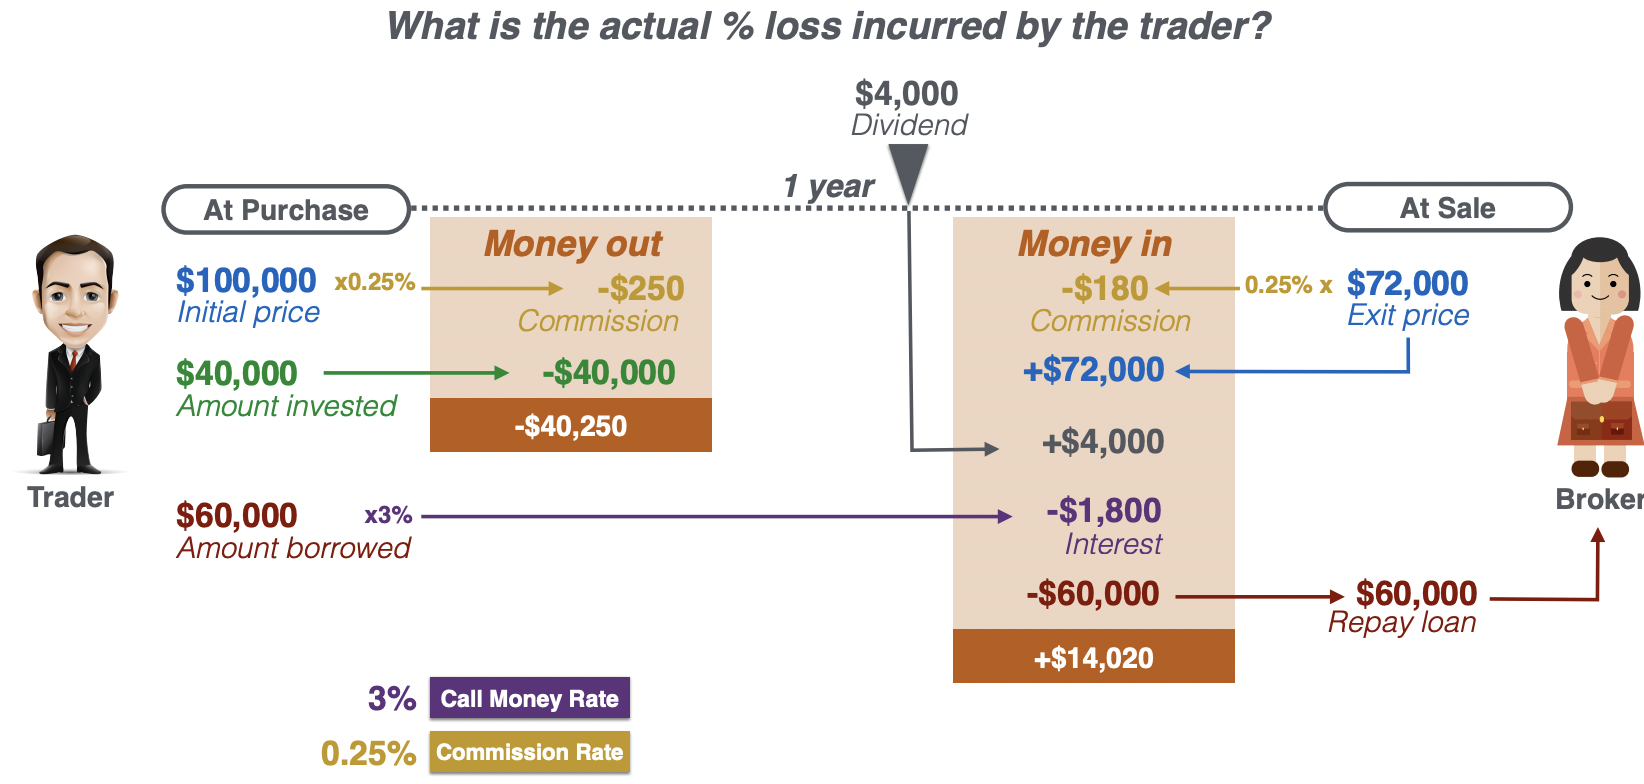 What is the actual % loss incurred by the trader?
$4,000
Dividend
1 year
At Purchase
At Sale
Money out
Money in
$100,000 x0.25% -$250
Initial price Commission
-$180 0.25% x $72,000
Commission Exit price
$40,000 -$40,000
Amount invested
+$72,000
-$40,250
+$4,000
Trader
Broker
$60,000 x3% -$1,800
Amount borrowed Interest
-$60,000 $60,000
Repay loan
+$14,020
3% Call Money Rate
0.25% Commission Rate